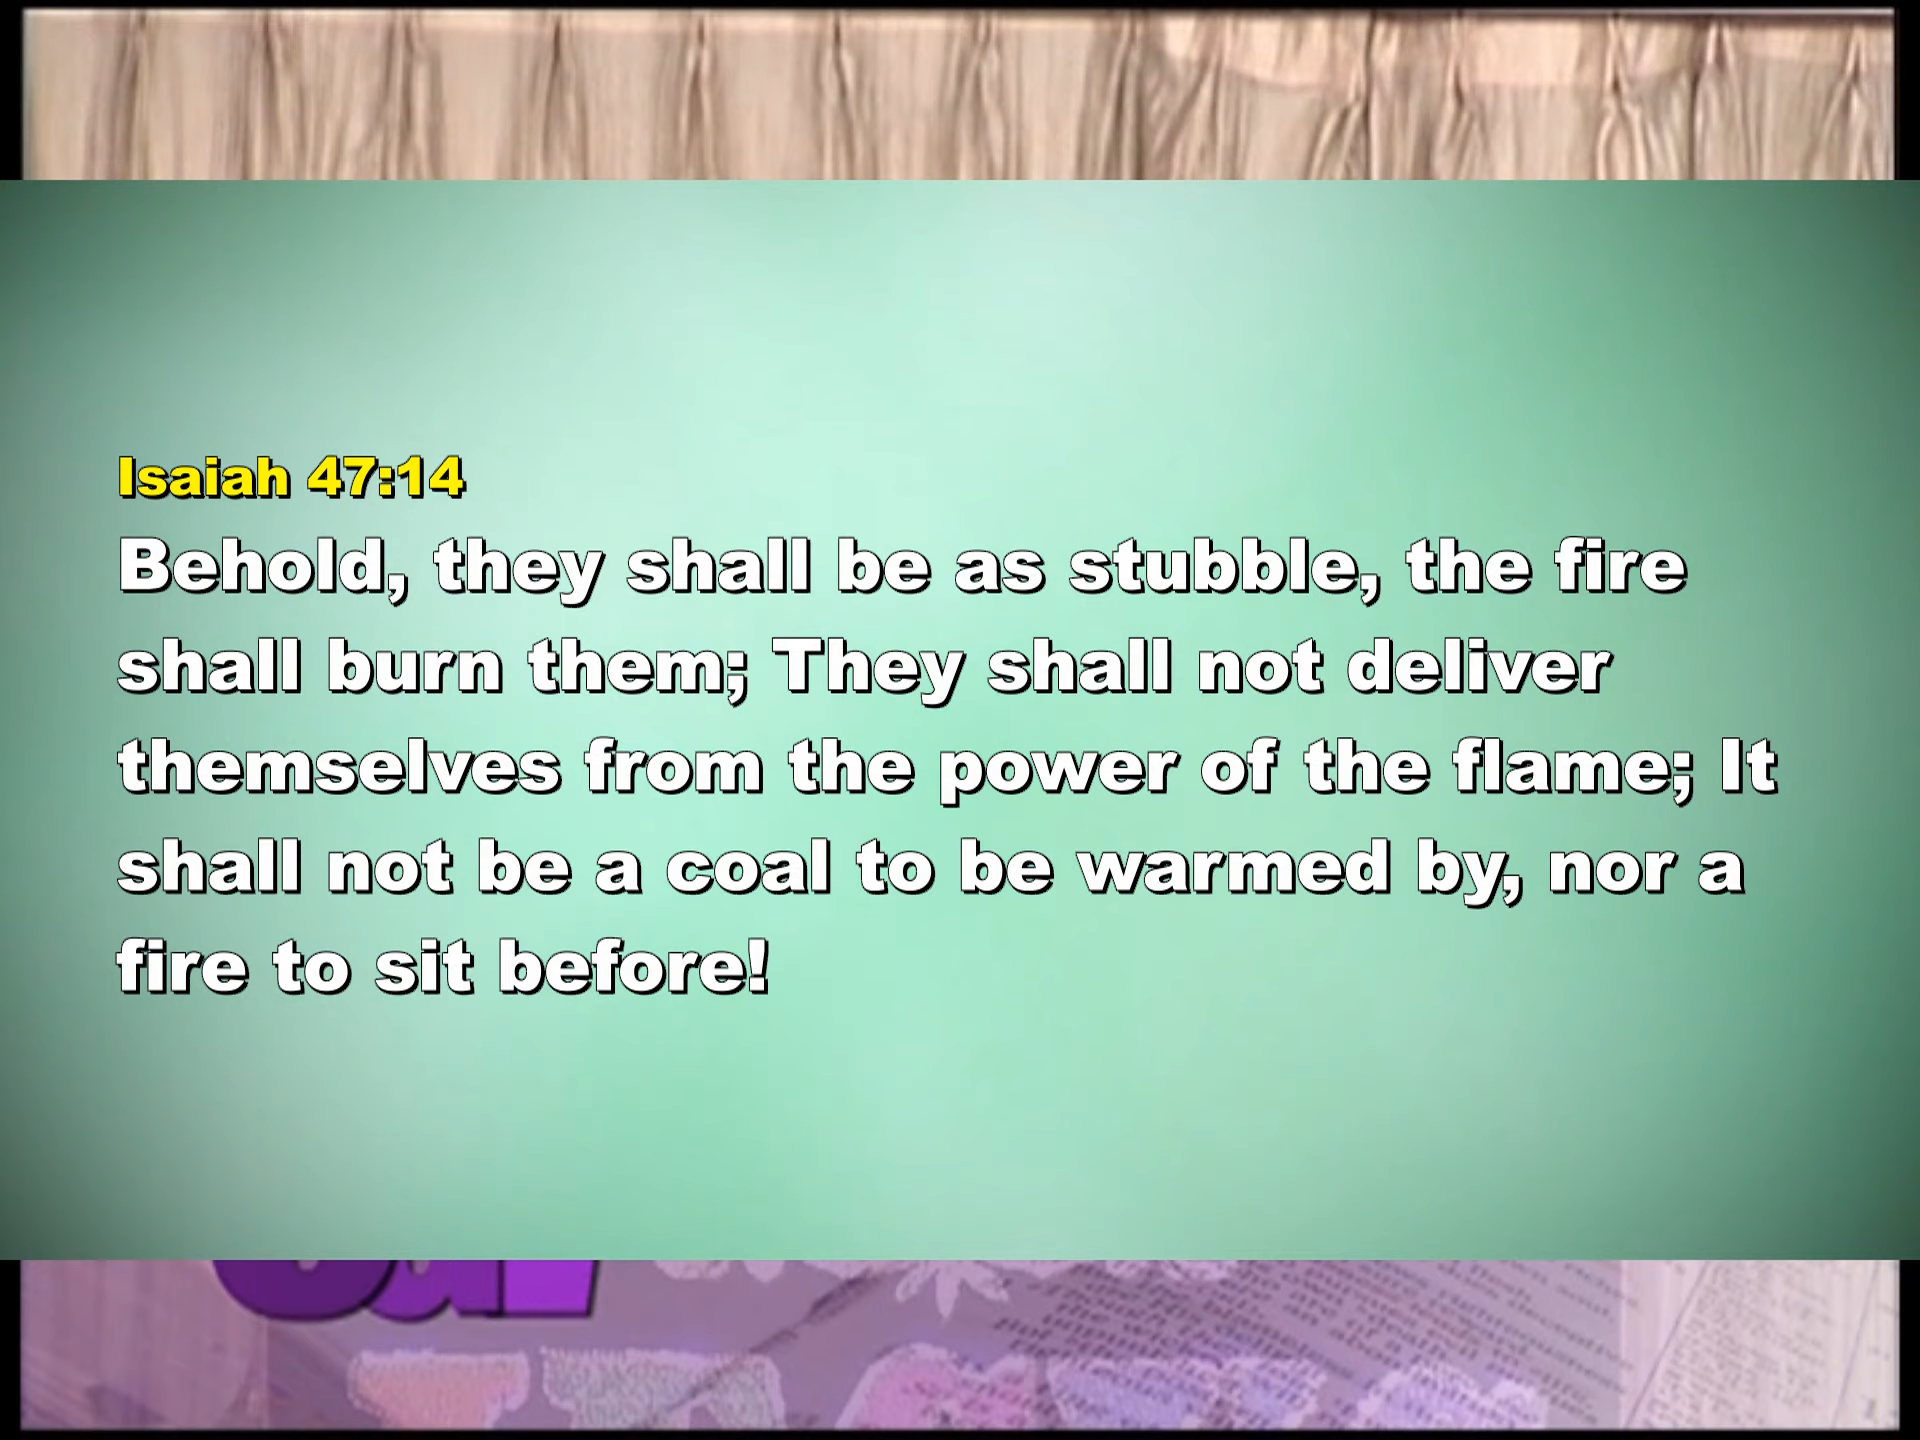 Isaiah 47:14
Behold, they shall be as stubble, the fire
shall burn them; They shall not deliver
themselves from the power of the flame; It
shall not be a coal to be warmed by, nor a
fire to sit before!